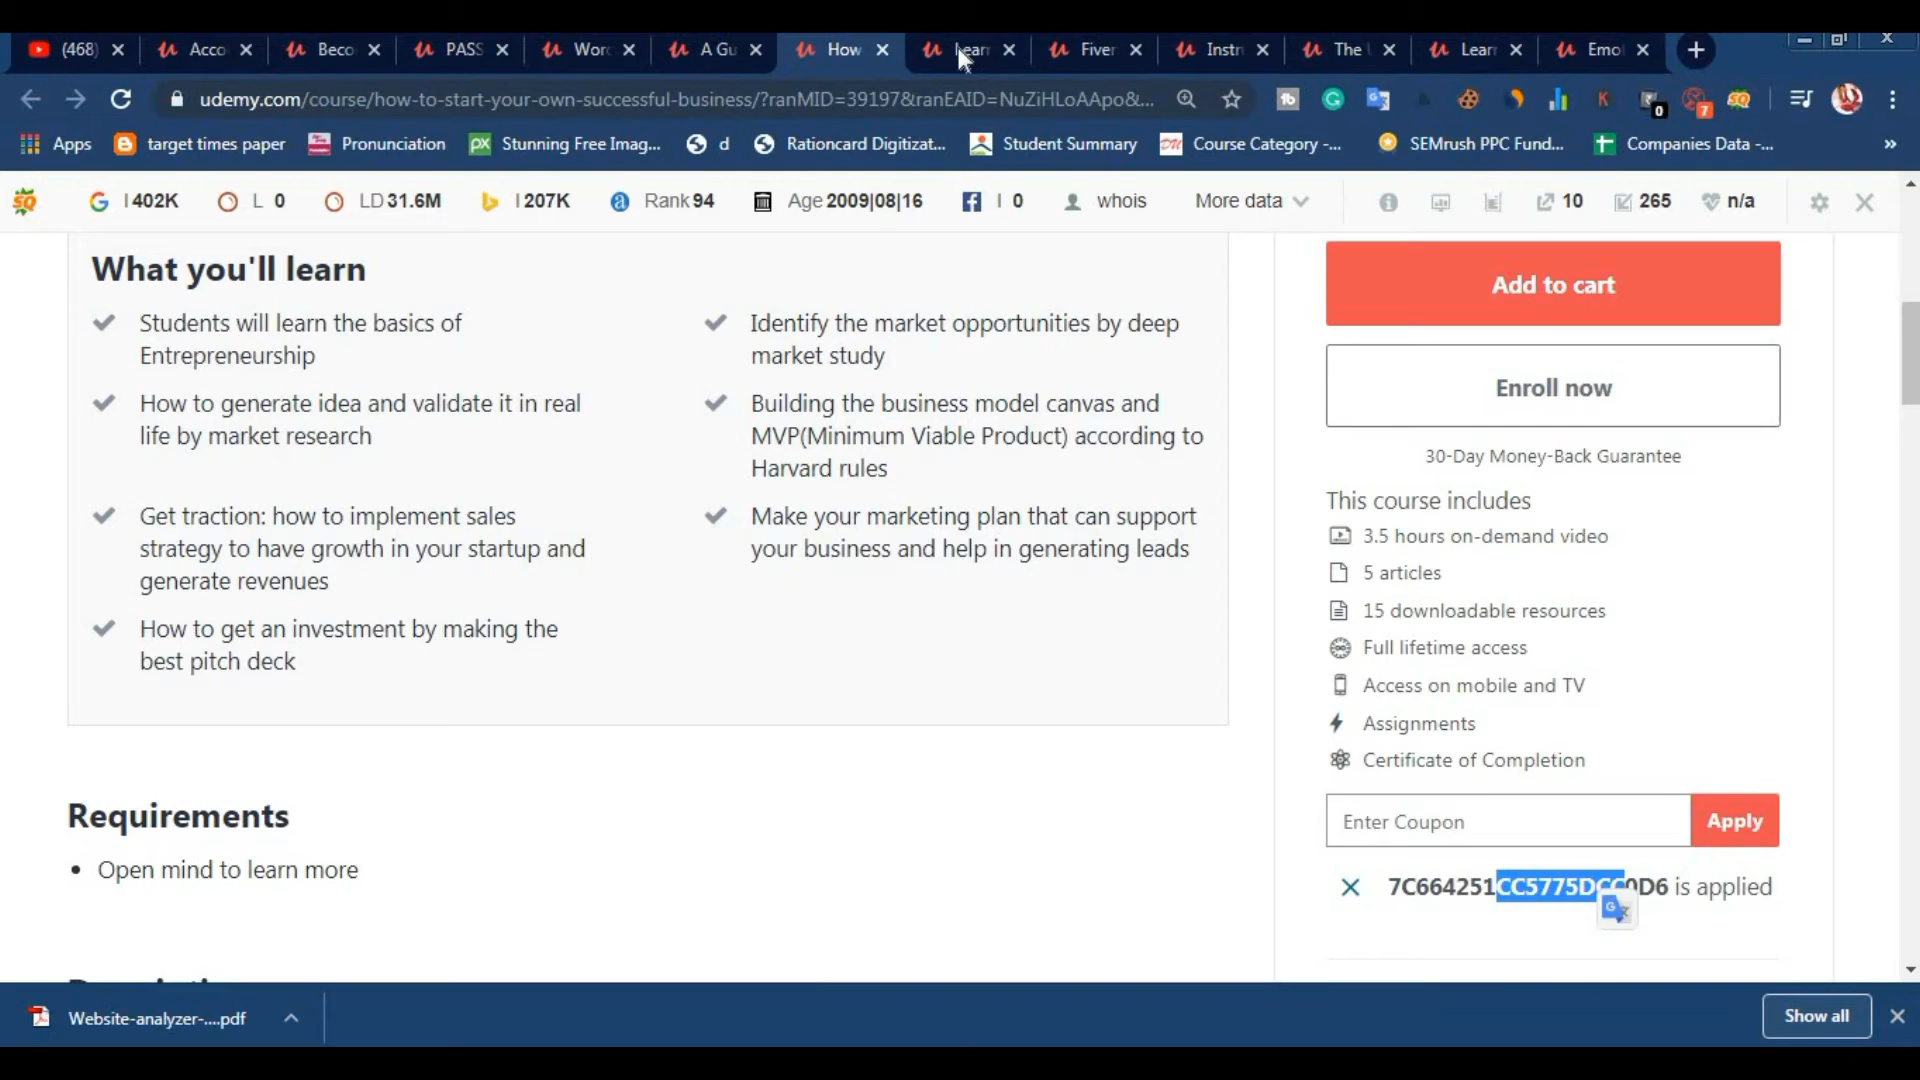 (468) Acco Beco PASS Worc A Gu How Learn Fiver Instr The Learn Emo
udemy.com/course/how-to-start-your-own-successful-business/?ranMID=39197&ranEAID=NuZiHLoAApo&...
0 7
Apps target times paper Pronunciation Stunning Free Imag... d Rationcard Digitizat... Student Summary Course Category -... SEMrush PPC Fund... Companies Data -... »
I 402K L 0 LD 31.6M I 207K Rank 94 Age 2009|08|16 I 0 whois More data 10 265 n/a
What you'll learn
Students will learn the basics of
Entrepreneurship
How to generate idea and validate it in real
life by market research
Get traction: how to implement sales
strategy to have growth in your startup and
generate revenues
How to get an investment by making the
best pitch deck
Identify the market opportunities by deep
market study
Building the business model canvas and
MVP(Minimum Viable Product) according to
Harvard rules
Make your marketing plan that can support
your business and help in generating leads
Requirements
• Open mind to learn more
Add to cart
Enroll now
30-Day Money-Back Guarantee
This course includes
3.5 hours on-demand video
5 articles
15 downloadable resources
Full lifetime access
Access on mobile and TV
Assignments
Certificate of Completion
Enter Coupon Apply
7C664251CC5775DCC0D6 is applied
Website-analyzer-....pdf
Show all